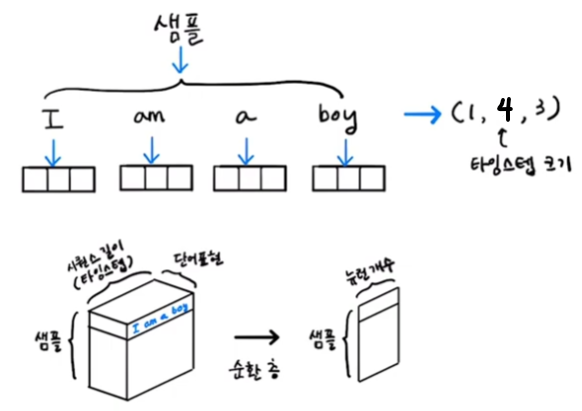 샘플
I am a boy → (1, 4, 3)
타임스텝 크기
시퀀스 길이
(타임스텝)
단어표현
샘플
I am a boy
순환 층
뉴런개수
샘플